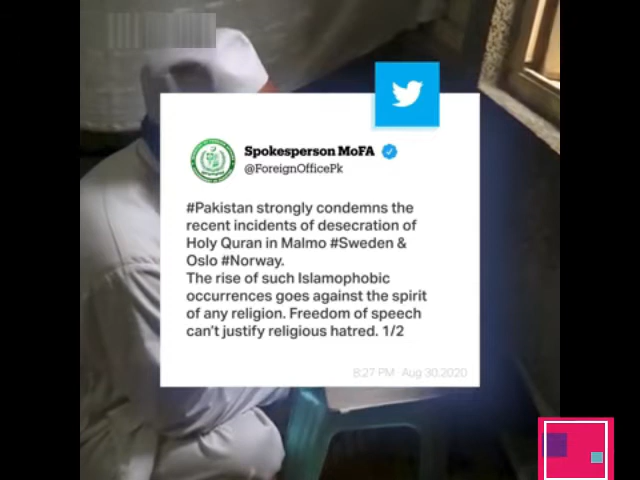 Spokesperson MoFA
@ForeignOfficePk
#Pakistan strongly condemns the
recent incidents of desecration of
Holy Quran in Malmo #Sweden &
Oslo #Norway.
The rise of such Islamophobic
occurrences goes against the spirit
of any religion. Freedom of speech
can't justify religious hatred. 1/2
8:27 PM Aug 30.2020